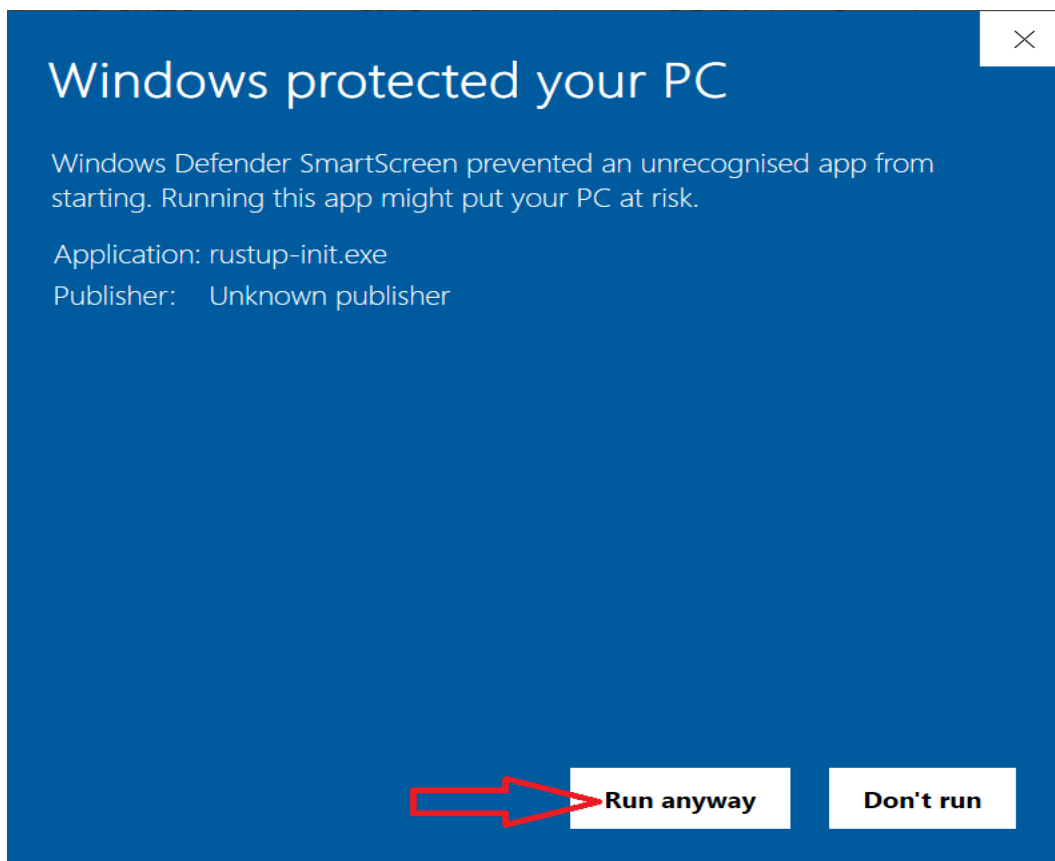 Windows protected your PC
Windows Defender SmartScreen prevented an unrecognised app from
starting. Running this app might put your PC at risk.
Application: rustup-init.exe
Publisher: Unknown publisher
Run anyway Don't run